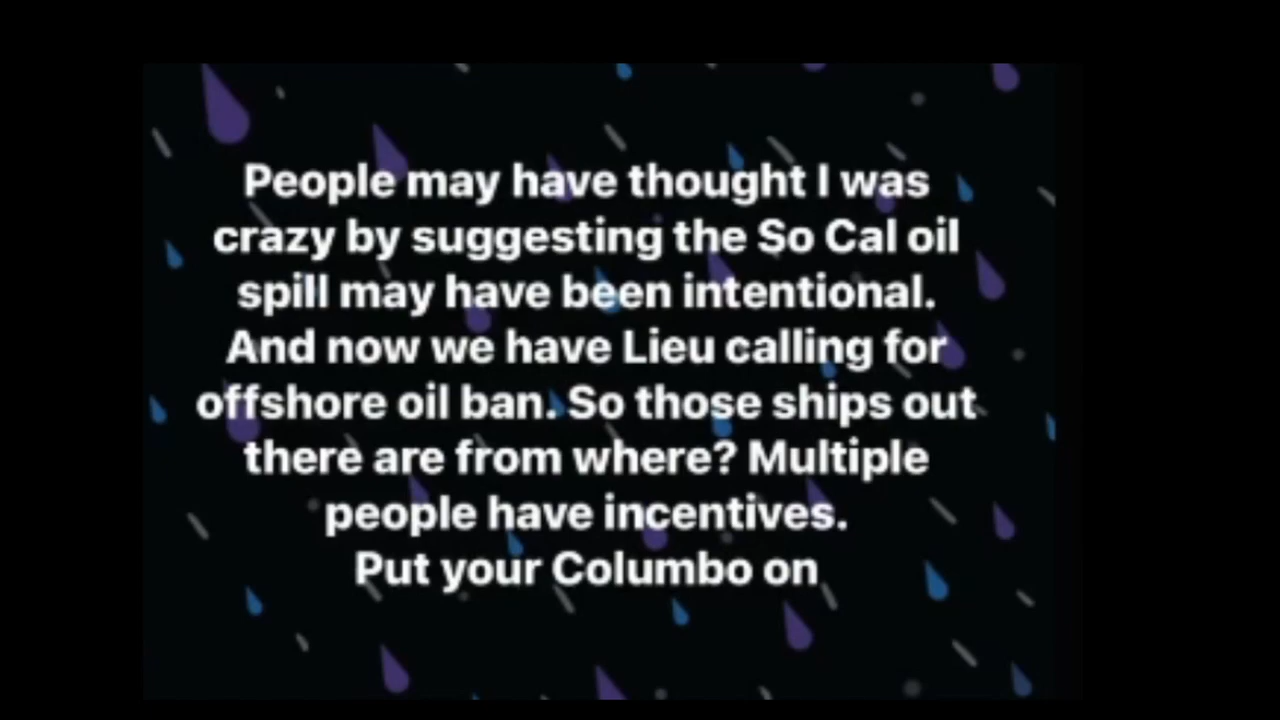 People may have thought I was
crazy by suggesting the So Cal oil
spill may have been intentional.
And now we have Lieu calling for
offshore oil ban. So those ships out
there are from where? Multiple
people have incentives.
Put your Columbo on